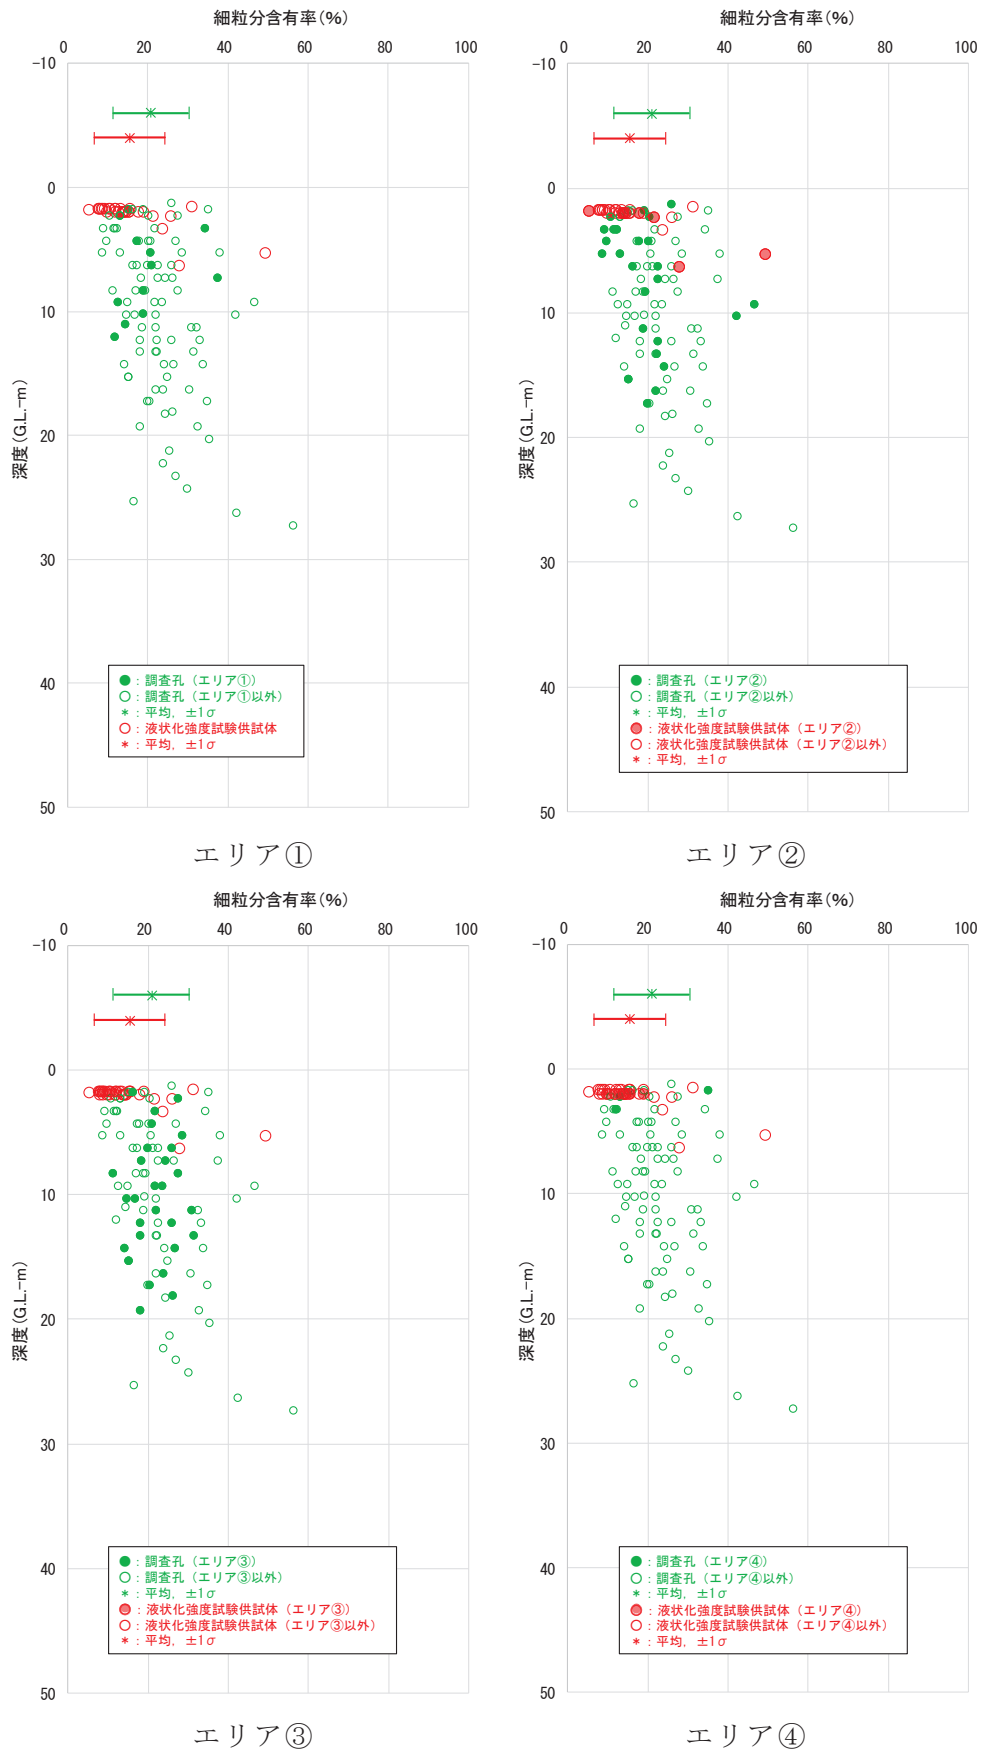 細粒分含有率(%)
0 20 40 60 80 100
-10
0
10
20
30
40
50
深度(G.L.-m)
●：調査孔（エリア①）
○：調査孔（エリア①以外）
*：平均，±1σ
○：液状化強度試験供試体
*：平均，±1σ
エリア①
細粒分含有率(%)
0 20 40 60 80 100
-10
0
10
20
30
40
50
深度(G.L.-m)
●：調査孔（エリア②）
○：調査孔（エリア②以外）
*：平均，±1σ
●：液状化強度試験供試体（エリア②）
○：液状化強度試験供試体（エリア②以外）
*：平均，±1σ
エリア②
細粒分含有率(%)
0 20 40 60 80 100
-10
0
10
20
30
40
50
深度(G.L.-m)
●：調査孔（エリア③）
○：調査孔（エリア③以外）
*：平均，±1σ
●：液状化強度試験供試体（エリア③）
○：液状化強度試験供試体（エリア③以外）
*：平均，±1σ
エリア③
細粒分含有率(%)
0 20 40 60 80 100
-10
0
10
20
30
40
50
深度(G.L.-m)
●：調査孔（エリア④）
○：調査孔（エリア④以外）
*：平均，±1σ
●：液状化強度試験供試体（エリア④）
○：液状化強度試験供試体（エリア④以外）
*：平均，±1σ
エリア④